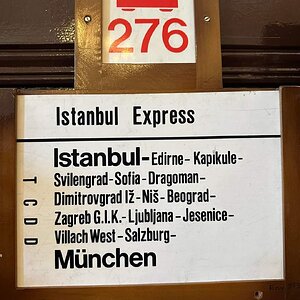 276
Istanbul Express
Istanbul-Edirne-Kapikule-
Svilengrad-Sofia-Dragoman-
Dimitrovgrad IŽ-Niš-Beograd-
Zagreb G.I.K.-Ljubljana-Jesenice-
Villach West-Salzburg-
München
TCDD